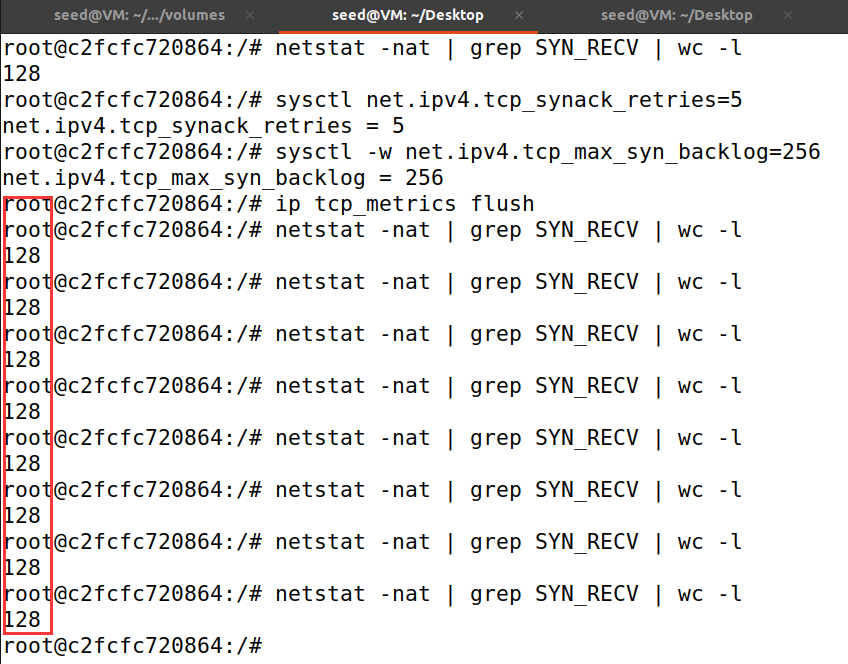 seed@VM: ~/.../volumes × seed@VM: ~/Desktop × seed@VM: ~/Desktop ×
root@c2fcfc720864:/# netstat -nat | grep SYN_RECV | wc -l
128
root@c2fcfc720864:/# sysctl net.ipv4.tcp_synack_retries=5
net.ipv4.tcp_synack_retries = 5
root@c2fcfc720864:/# sysctl -w net.ipv4.tcp_max_syn_backlog=256
net.ipv4.tcp_max_syn_backlog = 256
root@c2fcfc720864:/# ip tcp_metrics flush
root@c2fcfc720864:/# netstat -nat | grep SYN_RECV | wc -l
128
root@c2fcfc720864:/# netstat -nat | grep SYN_RECV | wc -l
128
root@c2fcfc720864:/# netstat -nat | grep SYN_RECV | wc -l
128
root@c2fcfc720864:/# netstat -nat | grep SYN_RECV | wc -l
128
root@c2fcfc720864:/# netstat -nat | grep SYN_RECV | wc -l
128
root@c2fcfc720864:/# netstat -nat | grep SYN_RECV | wc -l
128
root@c2fcfc720864:/# netstat -nat | grep SYN_RECV | wc -l
128
root@c2fcfc720864:/# netstat -nat | grep SYN_RECV | wc -l
128
root@c2fcfc720864:/#